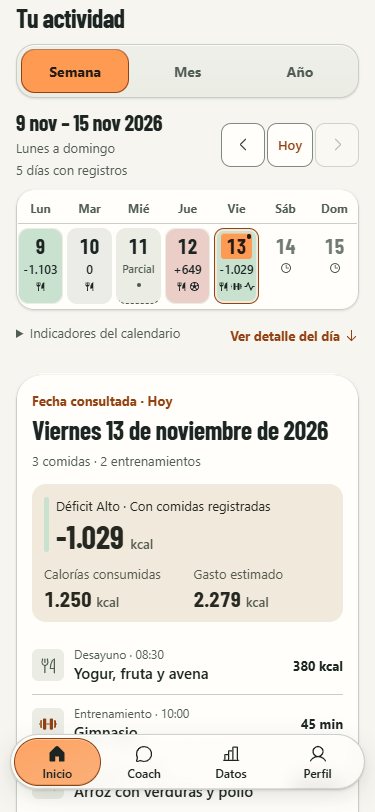 Tu actividad
Semana Mes Año
9 nov – 15 nov 2026
Lunes a domingo
5 días con registros
Hoy
Lun Mar Mié Jue Vie Sáb Dom
9 10 11 12 13 14 15
-1.103 0 Parcial +649 -1.029
Indicadores del calendario
Ver detalle del día ↓
Fecha consultada · Hoy
Viernes 13 de noviembre de 2026
3 comidas · 2 entrenamientos
Déficit Alto · Con comidas registradas
-1.029 kcal
Calorías consumidas Gasto estimado
1.250 kcal 2.279 kcal
Desayuno · 08:30
Yogur, fruta y avena
380 kcal
Entrenamiento · 10:00
Gimnasio
45 min
Inicio Coach Datos Perfil
Arroz con verduras y pollo